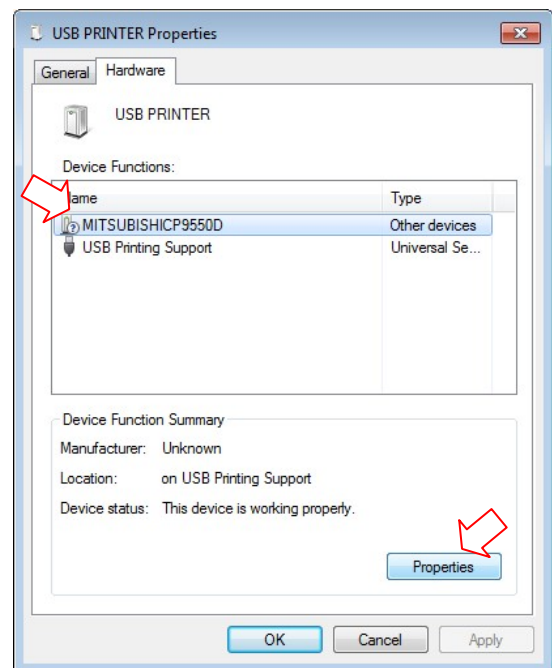 USB PRINTER Properties
General Hardware
USB PRINTER
Device Functions:
ame Type
MITSUBISHICP9550D Other devices
USB Printing Support Universal Se...
Device Function Summary
Manufacturer: Unknown
Location: on USB Printing Support
Device status: This device is working properly.
Properties
OK Cancel Apply